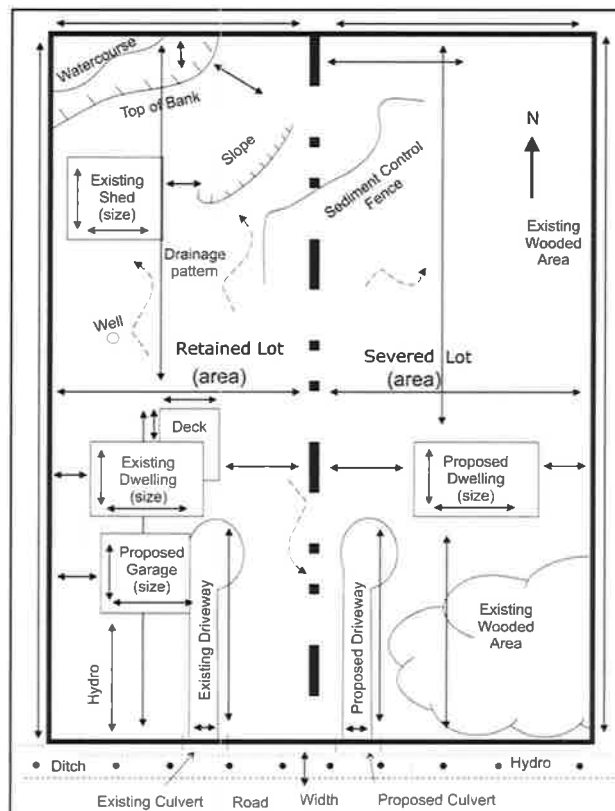 Watercourse
Top of Bank
Slope
Sediment Control
Fence
N
Existing
Shed
(size)
Existing
Wooded
Area
Drainage
pattern
Well
Retained Lot
(area)
Severed Lot
(area)
Deck
Existing
Dwelling
(size)
Proposed
Dwelling
(size)
Proposed
Garage
(size)
Hydro
Existing Driveway
Proposed Driveway
Existing
Wooded
Area
Ditch
Hydro
Existing Culvert
Road
Width
Proposed Culvert